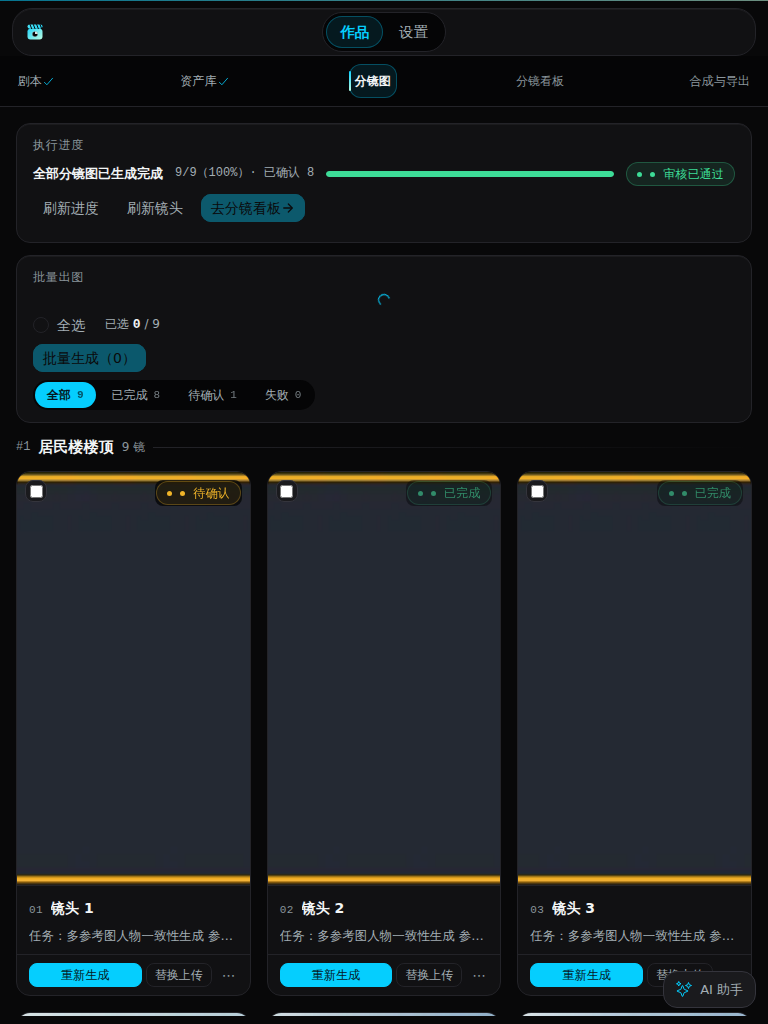 作品 设置
剧本 资产库 分镜图 分镜看板 合成与导出
执行进度
全部分镜图已生成完成 9/9 (100%) · 已确认 8 审核已通过
刷新进度 刷新镜头 去分镜看板→
批量出图
全选 已选 0 / 9
批量生成（0）
全部 9 已完成 8 待确认 1 失败 0
#1 居民楼楼顶 9 镜
待确认 已完成 已完成
01 镜头 1 02 镜头 2 03 镜头 3
任务：多参考图人物一致性生成 参… 任务：多参考图人物一致性生成 参… 任务：多参考图人物一致性生成 参…
重新生成 替换上传 ··· 重新生成 替换上传 ··· 重新生成
AI 助手